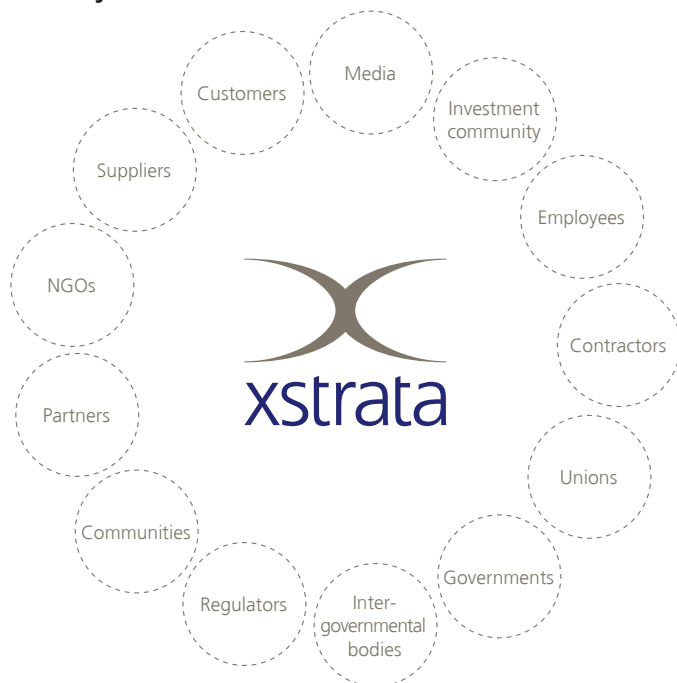 Media
Investment
community
Employees
Contractors
Unions
Governments
Inter-
governmental
bodies
Regulators
Communities
Partners
NGOs
Suppliers
Customers
xstrata